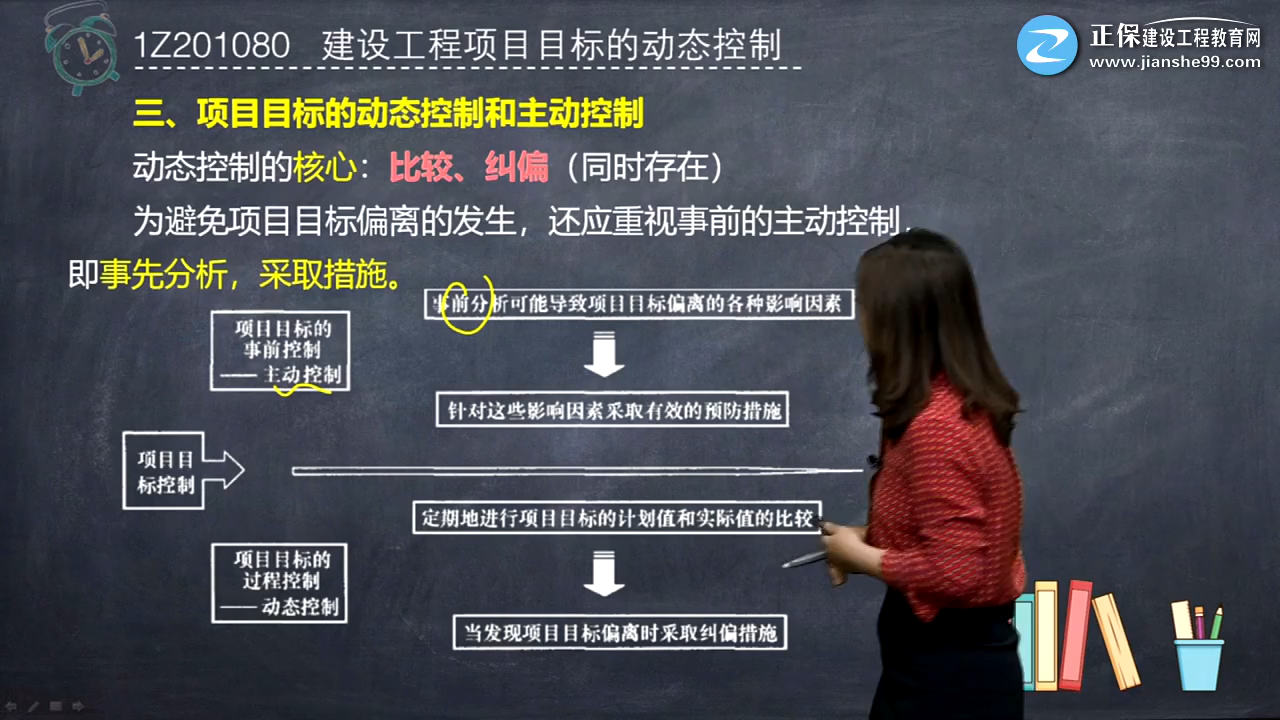 1Z201080 建设工程项目目标的动态控制
正保建设工程教育网
www.jianshe99.com
三、项目目标的动态控制和主动控制
动态控制的核心：比较、纠偏（同时存在）
为避免项目目标偏离的发生，还应重视事前的主动控制，
即事先分析，采取措施。
事前分析可能导致项目目标偏离的各种影响因素
项目目标的
事前控制
—— 主动控制
针对这些影响因素采取有效的预防措施
项目目
标控制
定期地进行项目目标的计划值和实际值的比较
项目目标的
过程控制
—— 动态控制
当发现项目目标偏离时采取纠偏措施